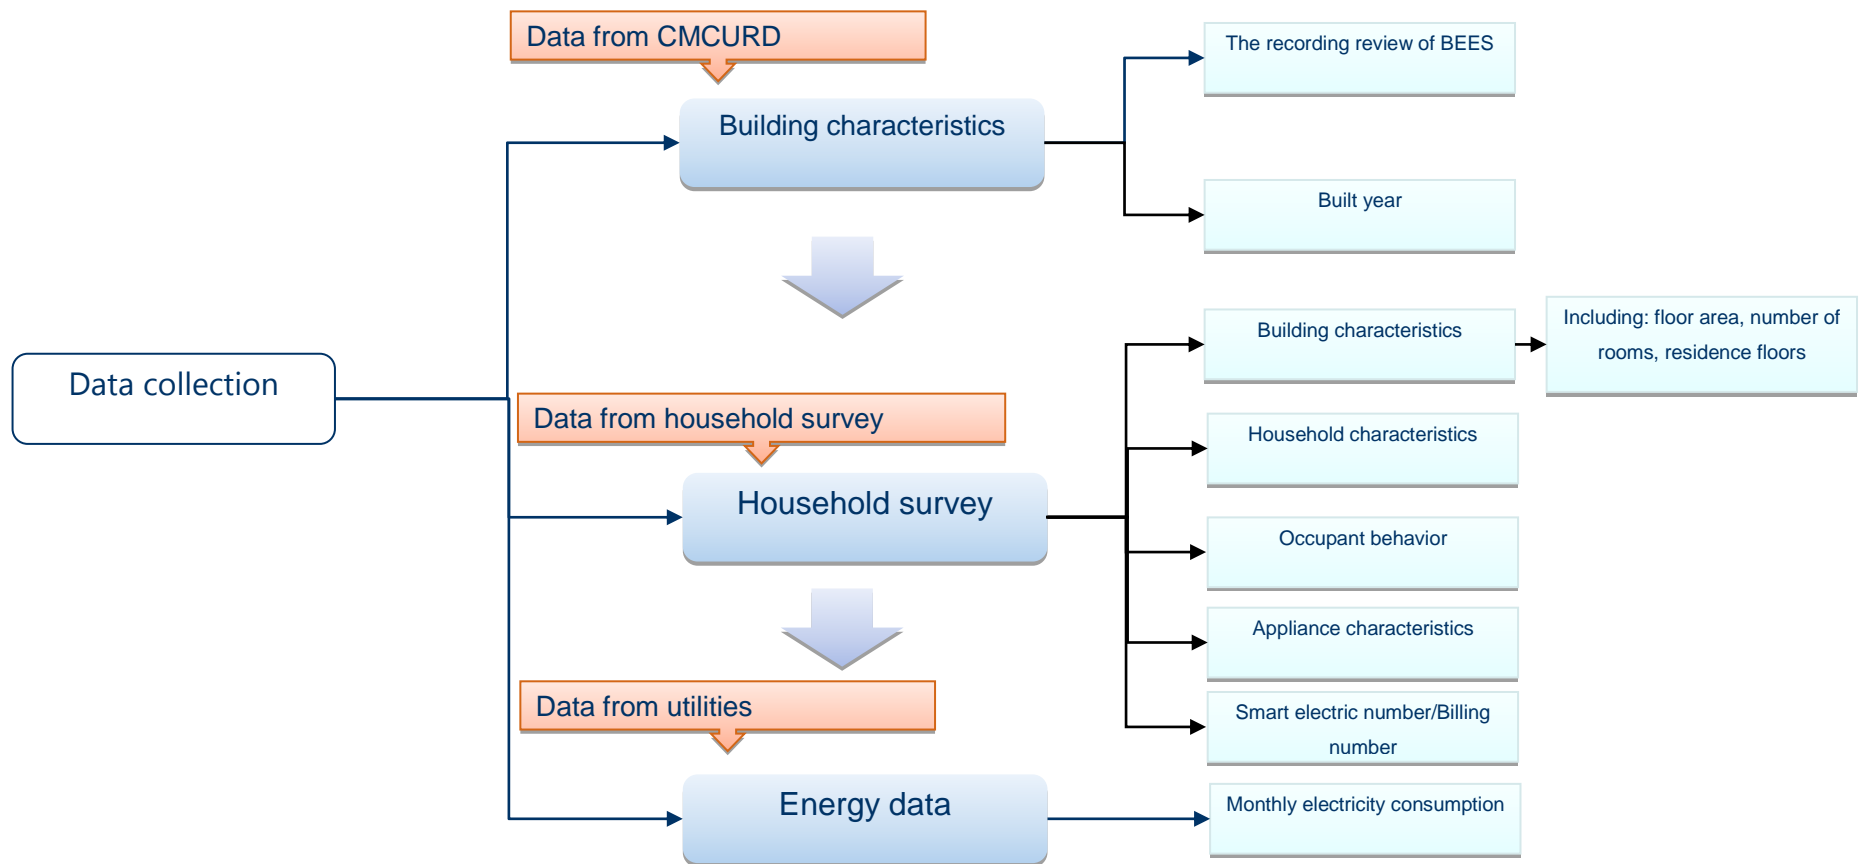 Data from CMCURD
The recording review of BEES
Building characteristics
Built year
Building characteristics
Including: floor area, number of
rooms, residence floors
Data collection
Data from household survey
Household characteristics
Household survey
Occupant behavior
Appliance characteristics
Data from utilities
Smart electric number/Billing
number
Energy data
Monthly electricity consumption